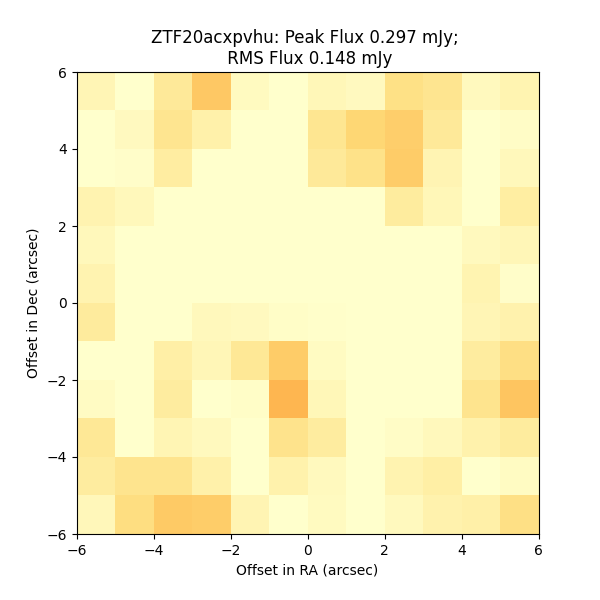 ZTF20acxpvhu: Peak Flux 0.297 mJy;
RMS Flux 0.148 mJy
6
4
2
0
−2
−4
−6
Offset in Dec (arcsec)
−6 −4 −2 0 2 4 6
Offset in RA (arcsec)